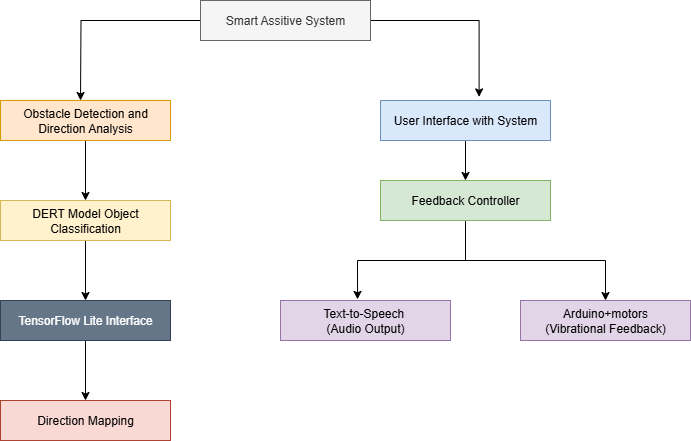 Smart Assitive System
Obstacle Detection and
Direction Analysis
User Interface with System
DERT Model Object
Classification
Feedback Controller
TensorFlow Lite Interface
Text-to-Speech
(Audio Output)
Arduino+motors
(Vibrational Feedback)
Direction Mapping